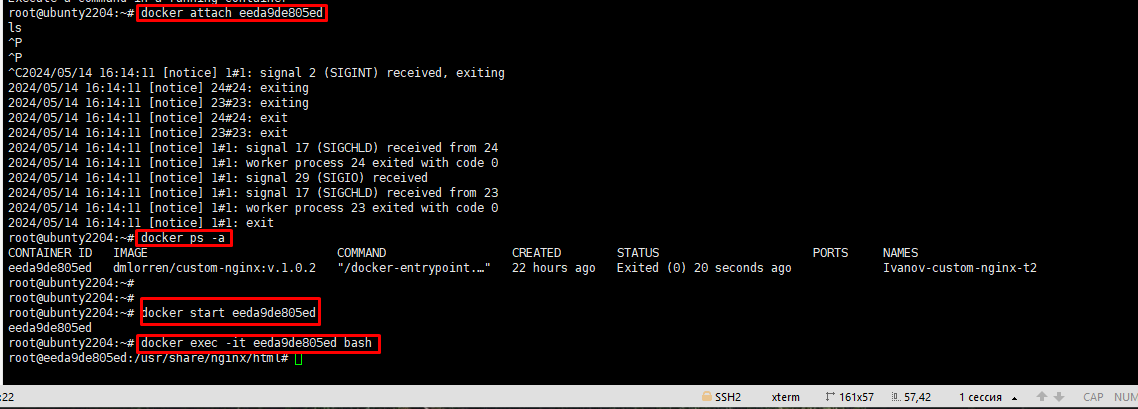 Execute a command in a running container
root@ubunty2204:~# docker attach eeda9de805ed
ls
^P
^P
^C2024/05/14 16:14:11 [notice] 1#1: signal 2 (SIGINT) received, exiting
2024/05/14 16:14:11 [notice] 24#24: exiting
2024/05/14 16:14:11 [notice] 23#23: exiting
2024/05/14 16:14:11 [notice] 24#24: exit
2024/05/14 16:14:11 [notice] 23#23: exit
2024/05/14 16:14:11 [notice] 1#1: signal 17 (SIGCHLD) received from 24
2024/05/14 16:14:11 [notice] 1#1: worker process 24 exited with code 0
2024/05/14 16:14:11 [notice] 1#1: signal 29 (SIGIO) received
2024/05/14 16:14:11 [notice] 1#1: signal 17 (SIGCHLD) received from 23
2024/05/14 16:14:11 [notice] 1#1: worker process 23 exited with code 0
2024/05/14 16:14:11 [notice] 1#1: exit
root@ubunty2204:~# docker ps -a
CONTAINER ID IMAGE COMMAND CREATED STATUS PORTS NAMES
eeda9de805ed dmlorren/custom-nginx:v.1.0.2 "/docker-entrypoint.…" 22 hours ago Exited (0) 20 seconds ago Ivanov-custom-nginx-t2
root@ubunty2204:~#
root@ubunty2204:~#
root@ubunty2204:~# docker start eeda9de805ed
eeda9de805ed
root@ubunty2204:~# docker exec -it eeda9de805ed bash
root@eeda9de805ed:/usr/share/nginx/html#
:22 SSH2 xterm 161x57 57,42 1 сессия CAP NUM